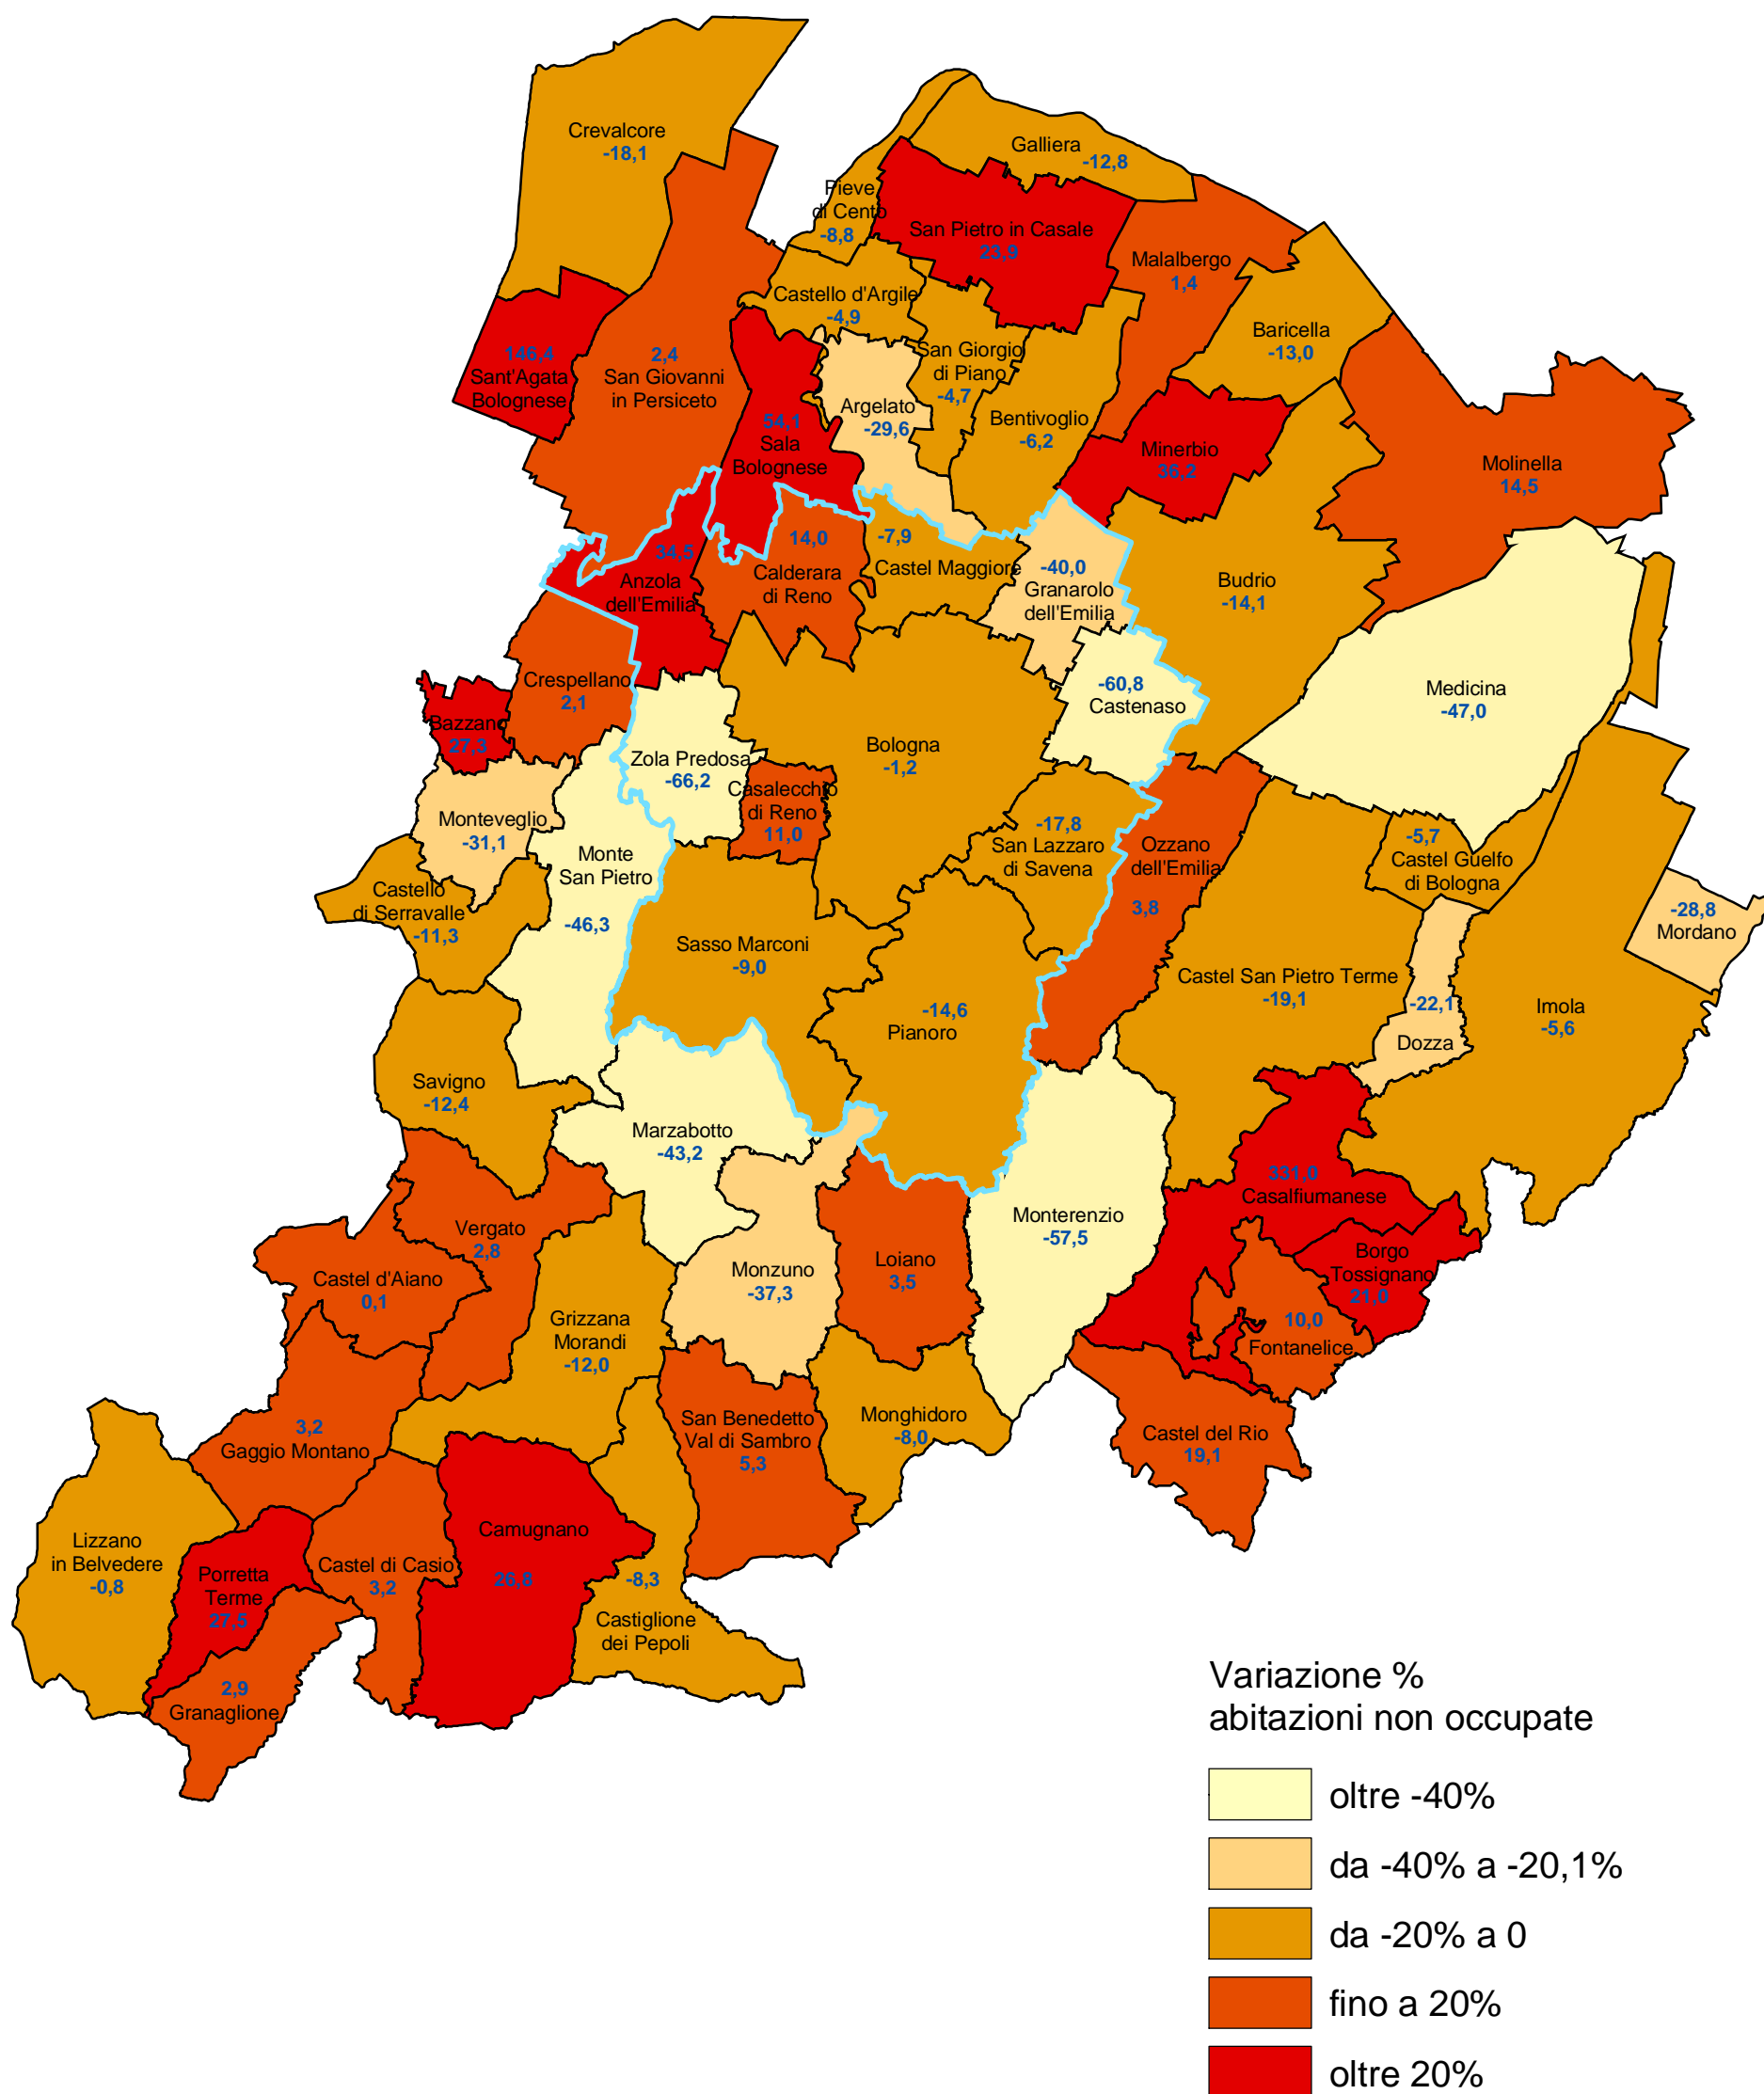 Crevalcore
-18,1
Galliera
-12,8
Pieve
di Cento
-8,8
San Pietro in Casale
23,9
Malalbergo
1,4
Castello d'Argile
-4,9
Baricella
-13,0
146,4
Sant'Agata
Bolognese
2,4
San Giovanni
in Persiceto
San Giorgio
di Piano
-4,7
Argelato
-29,6
Bentivoglio
-6,2
54,1
Sala
Bolognese
Minerbio
36,2
Molinella
14,5
34,5
Anzola
dell'Emilia
14,0
Calderara
di Reno
-7,9
Castel Maggiore
-40,0
Granarolo
dell'Emilia
Budrio
-14,1
Crespellano
2,1
Bazzano
27,3
-60,8
Castenaso
Medicina
-47,0
Zola Predosa
-66,2
Bologna
-1,2
Casalecchio
di Reno
11,0
Monteveglio
-31,1
Monte
San Pietro
-46,3
-17,8
San Lazzaro
di Savena
Ozzano
dell'Emilia
3,8
-5,7
Castel Guelfo
di Bologna
Castello
di Serravalle
-11,3
-28,8
Mordano
Sasso Marconi
-9,0
Castel San Pietro Terme
-19,1
-22,1
Dozza
Imola
-5,6
-14,6
Pianoro
Savigno
-12,4
Marzabotto
-43,2
331,0
Casalfiumanese
Vergato
2,8
Monterenzio
-57,5
Castel d'Aiano
0,1
Monzuno
-37,3
Loiano
3,5
Borgo
Tossignano
21,0
Grizzana
Morandi
-12,0
10,0
Fontanelice
3,2
Gaggio Montano
San Benedetto
Val di Sambro
5,3
Monghidoro
-8,0
Castel del Rio
19,1
Lizzano
in Belvedere
-0,8
Porretta
Terme
27,5
Castel di Casio
3,2
Camugnano
26,8
-8,3
Castiglione
dei Pepoli
2,9
Granaglione
Variazione %
abitazioni non occupate
oltre -40%
da -40% a -20,1%
da -20% a 0
fino a 20%
oltre 20%